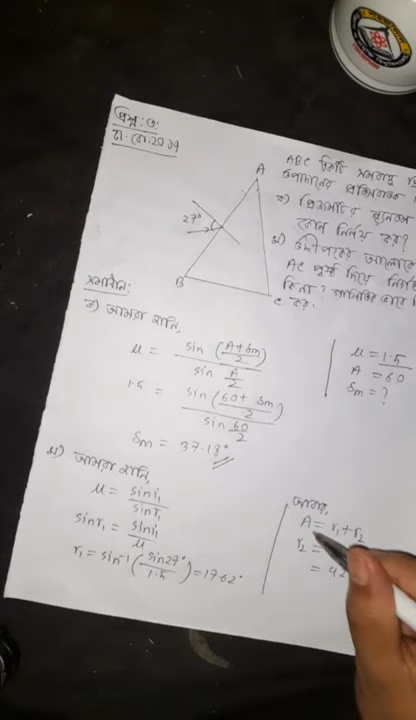 প্রশ্ন: ৩:
ঢা. বো. ২০১৭
ABC একটি সমবাহু
উপাদানের প্রতিসরাঙ্ক
ক) প্রিজমটির ন্যূনতম
কোন নির্ণয় কর?
খ) উদ্দীপকের আলোকে
AC পৃষ্ঠ দিয়ে
কিনা? গানিতিক ভাবে
কর.
A
27°
B
C
সমাধান:
ক) আমরা জানি,
μ = sin (A+δm/2) / sin A/2
1.5 = sin (60+δm/2) / sin 60/2
δm = 37.18°
μ = 1.5
A = 60
δm = ?
খ) আমরা জানি,
μ = sin i₁ / sin r₁
sin r₁ = sin i₁ / μ
r₁ = sin⁻¹ (sin 27° / 1.5) = 17.62°
আবার,
A = r₁ + r₂
r₂ =
= 42